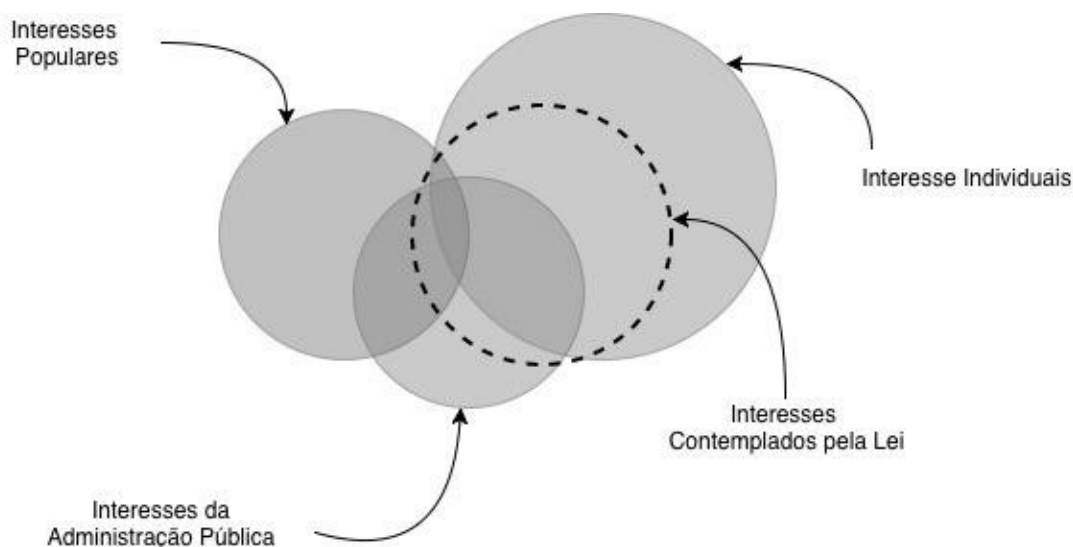 Interesses
Populares
Interesse Individuais
Interesses
Contemplados pela Lei
Interesses da
Administração Pública